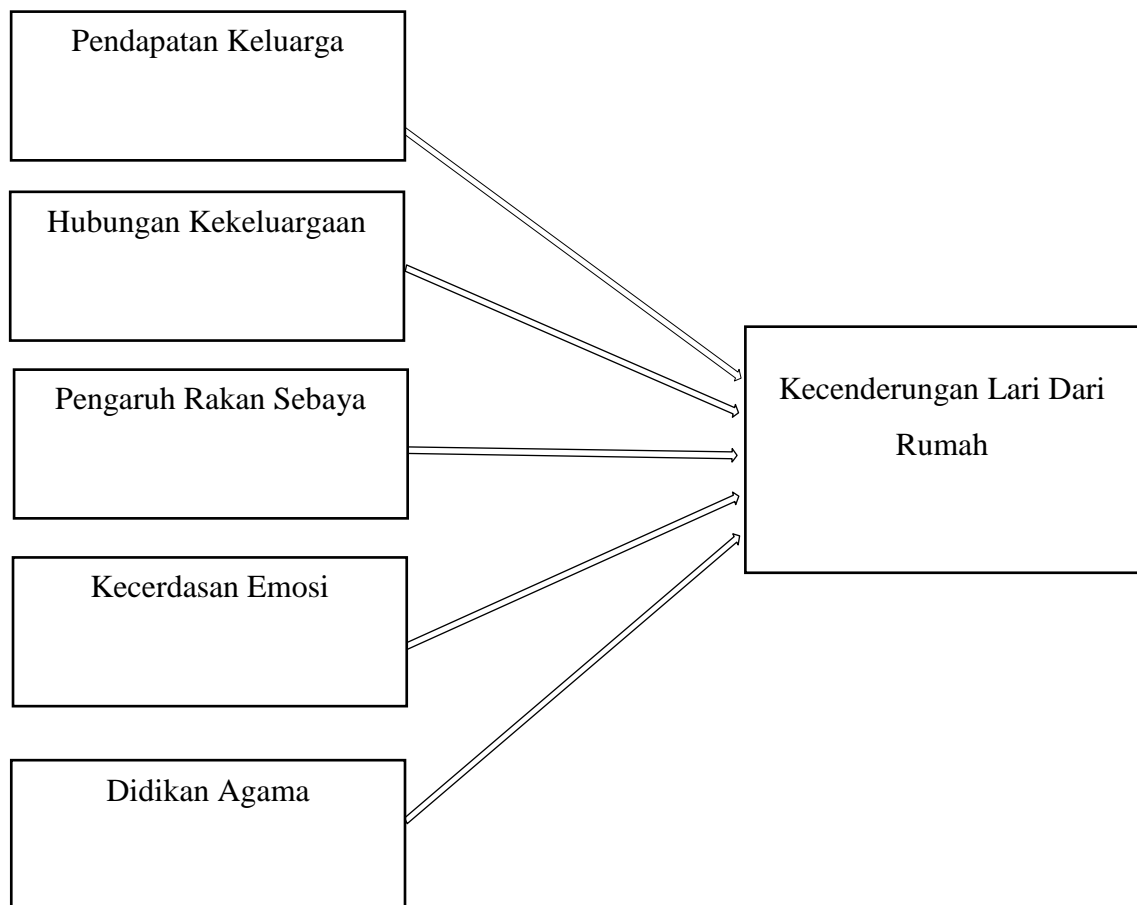 Pendapatan Keluarga
Hubungan Kekeluargaan
Pengaruh Rakan Sebaya
Kecerdasan Emosi
Didikan Agama
Kecenderungan Lari Dari
Rumah